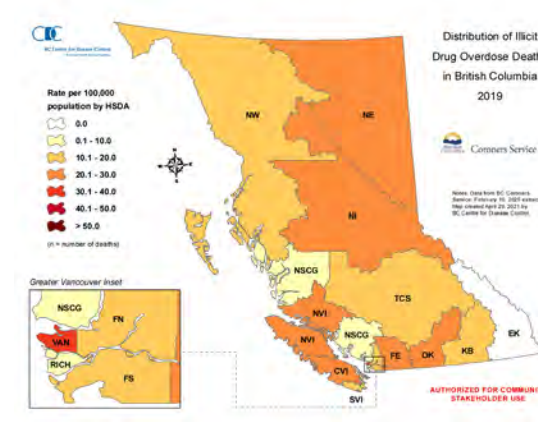 BC Centre for Disease Control
Distribution of Illicit
Drug Overdose Death
in British Columbia
2019
Rate per 100,000
population by HSDA
0.0
0.1 - 10.0
10.1 - 20.0
20.1 - 30.0
30.1 - 40.0
40.1 - 50.0
> 50.0
(n = number of deaths)
Coroners Service
Notes: Data from BC Coroners
Service: February 10, 2021 extract
Map created April 29, 2021 by
BC Centre for Disease Control.
NW
NE
NI
NSCG
TCS
NVI
NVI
NSCG
EK
FE
OK
KB
CVI
SVI
Greater Vancouver Inset
NSCG
FN
VAN
RICH
FS
AUTHORIZED FOR COMMUNI
STAKEHOLDER USE